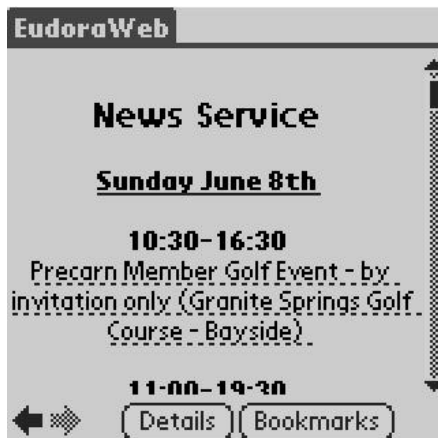 EudoraWeb
News Service
Sunday June 8th
10:30-16:30
Precarn Member Golf Event - by
invitation only (Granite Springs Golf
Course - Bayside)
11:00-19:30
Details
Bookmarks